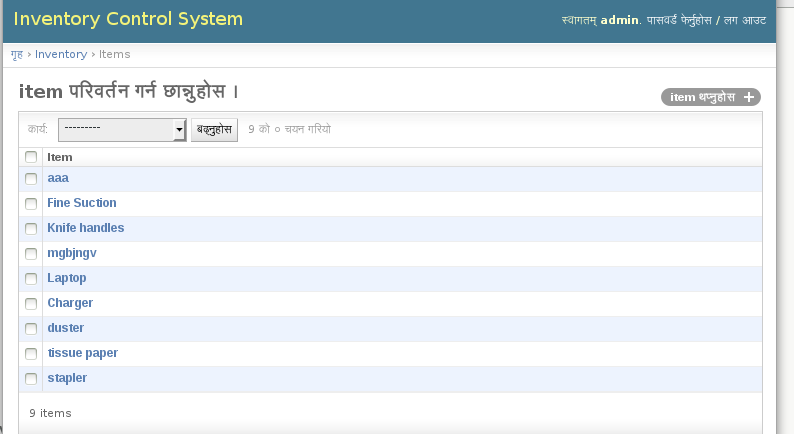 Inventory Control System
स्वागतम् admin. पासवर्ड फेर्नुहोस / लग आउट
गृह › Inventory › Items
item परिवर्तन गर्न छान्नुहोस ।
item थप्नुहोस +
कार्य: --------- बढ्नुहोस 9 को ० चयन गरियो
Item
aaa
Fine Suction
Knife handles
mgbjngv
Laptop
Charger
duster
tissue paper
stapler
9 items